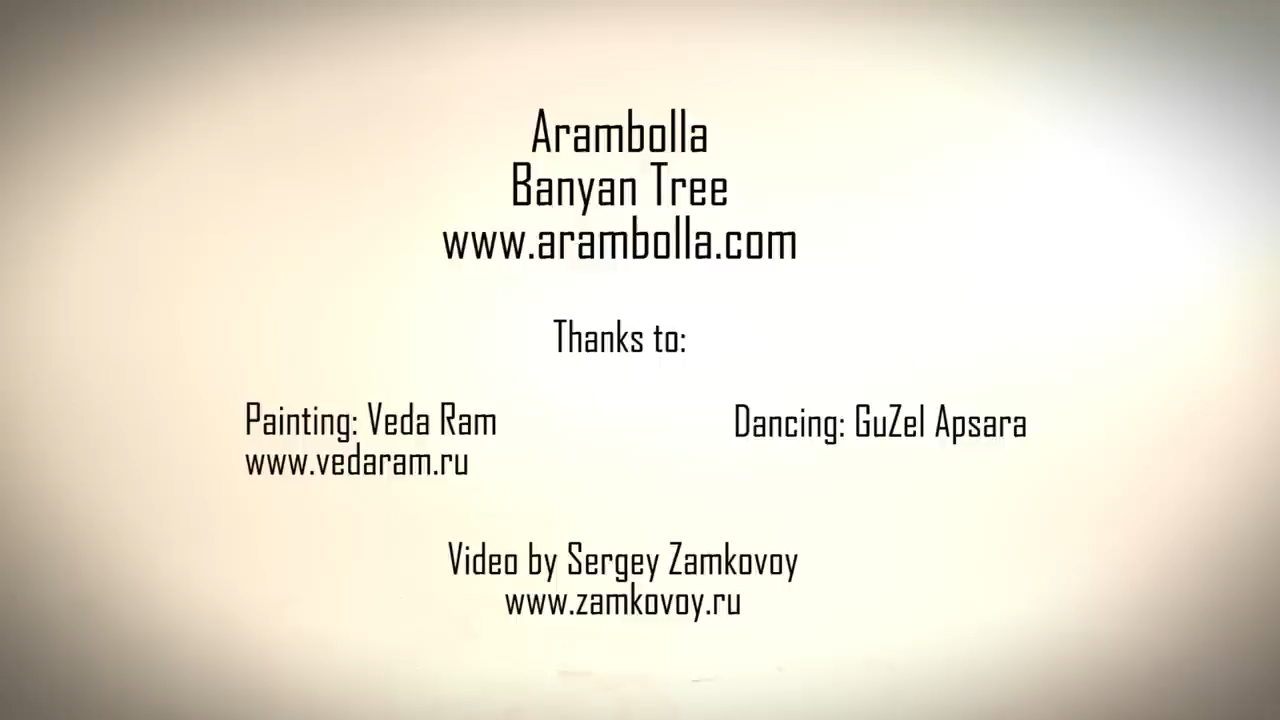 Arambolla
Banyan Tree
www.arambolla.com
Thanks to:
Painting: Veda Ram
www.vedaram.ru
Dancing: GuZel Apsara
Video by Sergey Zamkovoy
www.zamkovoy.ru